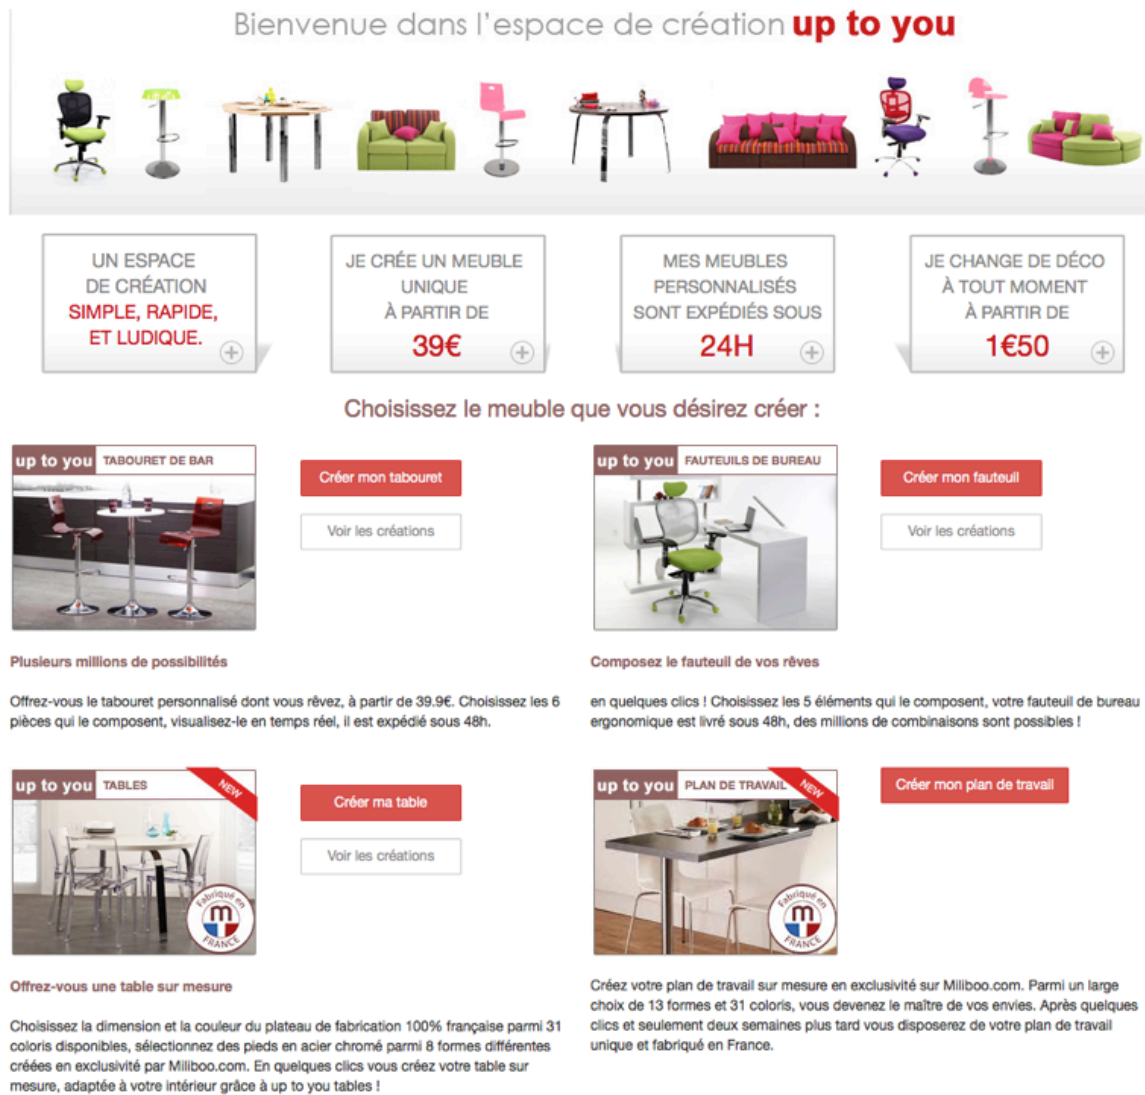 Bienvenue dans l'espace de création up to you
UN ESPACE
DE CRÉATION
SIMPLE, RAPIDE,
ET LUDIQUE.
JE CRÉE UN MEUBLE
UNIQUE
À PARTIR DE
39€
MES MEUBLES
PERSONNALISÉS
SONT EXPÉDIÉS SOUS
24H
JE CHANGE DE DÉCO
À TOUT MOMENT
À PARTIR DE
1€50
Choisissez le meuble que vous désirez créer :
up to you TABOURET DE BAR
Créer mon tabouret
Voir les créations
Plusieurs millions de possibilités
Offrez-vous le tabouret personnalisé dont vous rêvez, à partir de 39.9€. Choisissez les 6
pièces qui le composent, visualisez-le en temps réel, il est expédié sous 48h.
up to you FAUTEUILS DE BUREAU
Créer mon fauteuil
Voir les créations
Composez le fauteuil de vos rêves
en quelques clics ! Choisissez les 5 éléments qui le composent, votre fauteuil de bureau
ergonomique est livré sous 48h, des millions de combinaisons sont possibles !
up to you TABLES
NEW
Créer ma table
Voir les créations
Fabriqué en
m
FRANCE
Offrez-vous une table sur mesure
Choisissez la dimension et la couleur du plateau de fabrication 100% française parmi 31
coloris disponibles, sélectionnez des pieds en acier chromé parmi 8 formes différentes
créées en exclusivité par Miliboo.com. En quelques clics vous créez votre table sur
mesure, adaptée à votre intérieur grâce à up to you tables !
up to you PLAN DE TRAVAIL
NEW
Créer mon plan de travail
Fabriqué en
m
FRANCE
Créez votre plan de travail sur mesure en exclusivité sur Miliboo.com. Parmi un large
choix de 13 formes et 31 coloris, vous devenez le maître de vos envies. Après quelques
clics et seulement deux semaines plus tard vous disposerez de votre plan de travail
unique et fabriqué en France.